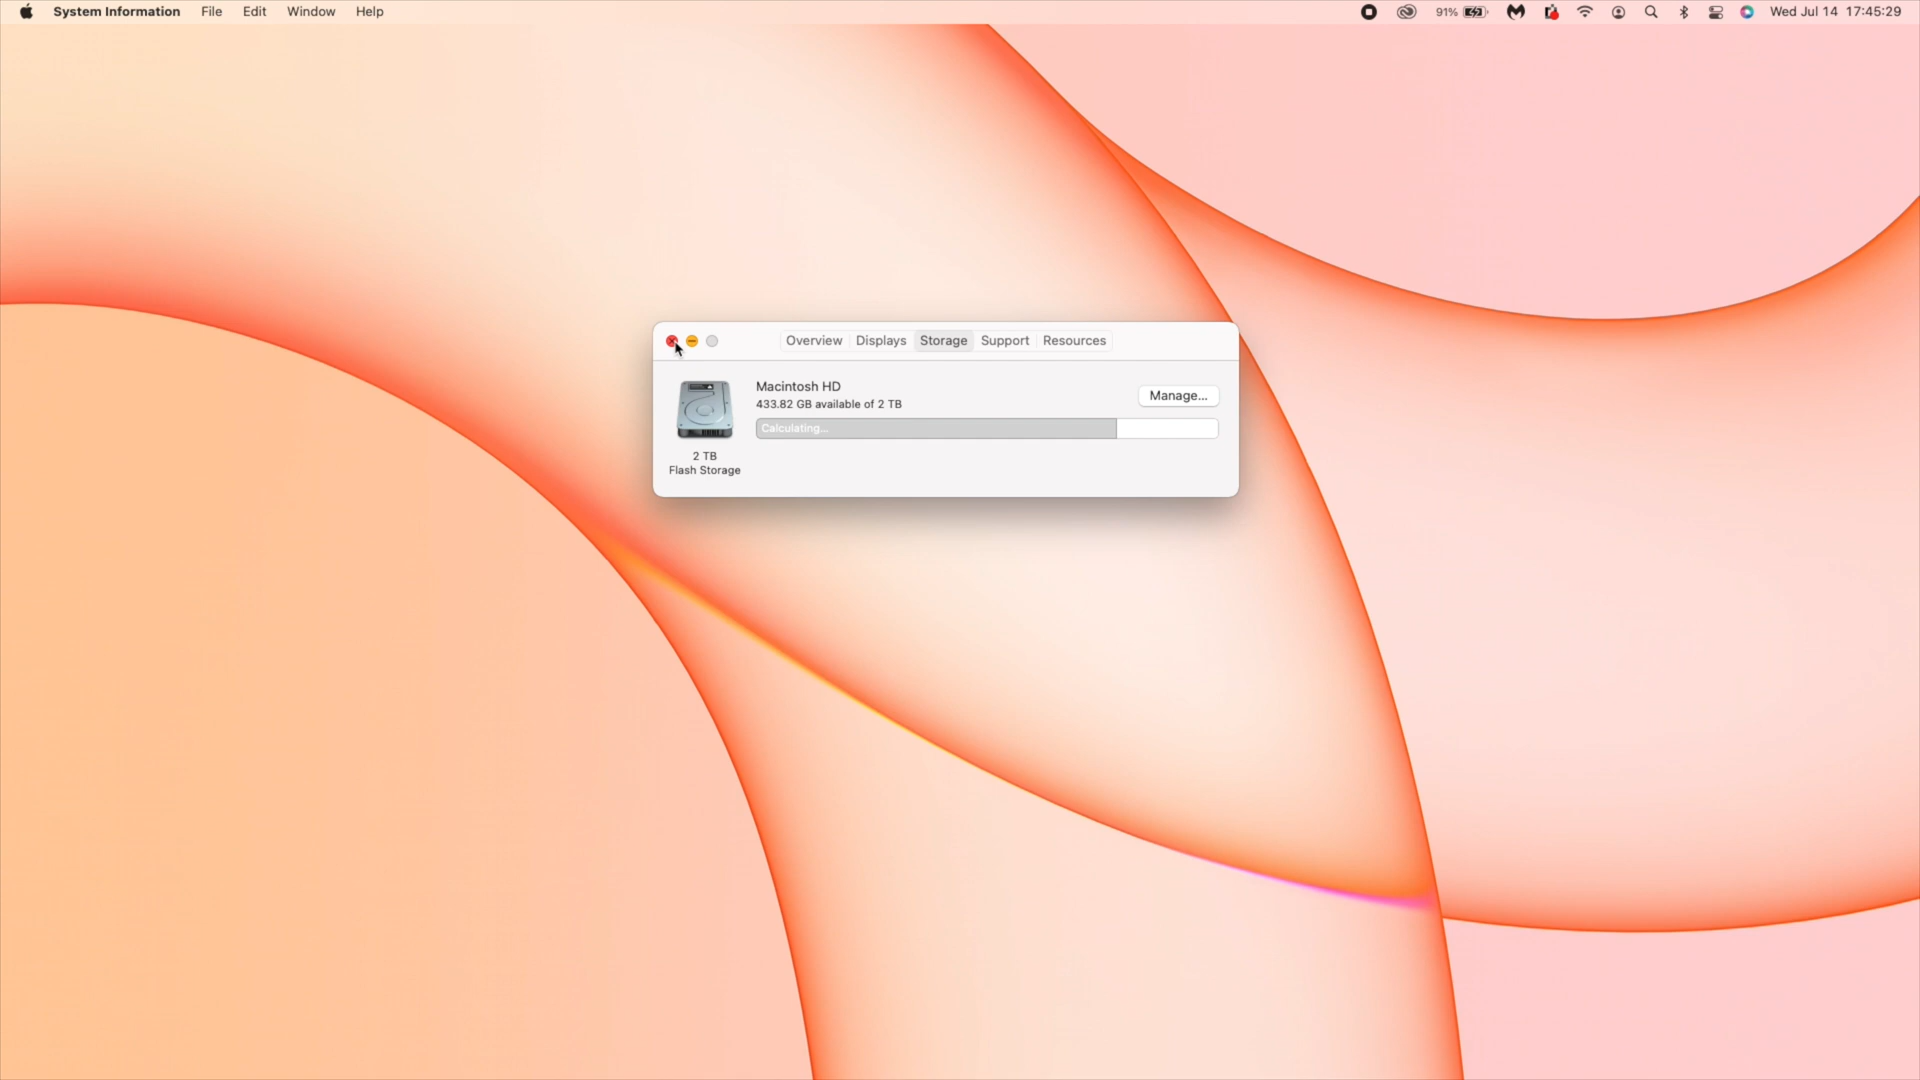 System Information File Edit Window Help 91% Wed Jul 14 17:45:29
Overview Displays Storage Support Resources
Macintosh HD
433.82 GB available of 2 TB
Manage...
Calculating...
2 TB
Flash Storage